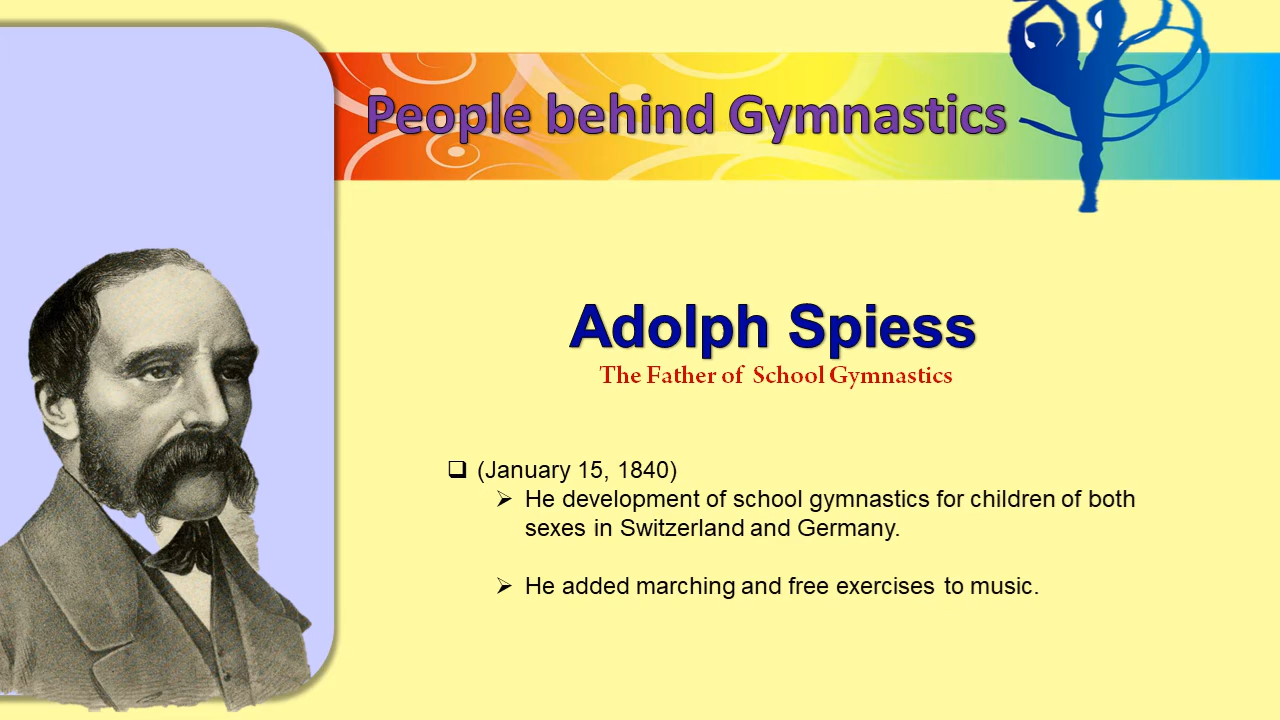 People behind Gymnastics
Adolph Spiess
The Father of School Gymnastics
(January 15, 1840)
He development of school gymnastics for children of both
sexes in Switzerland and Germany.
He added marching and free exercises to music.